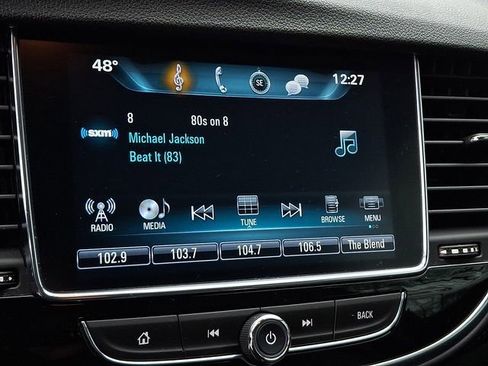 48° SE 12:27
8 80s on 8
((sxm)) Michael Jackson
Beat It (83)
RADIO MEDIA TUNE BROWSE MENU
102.9 103.7 104.7 106.5 The Blend
BACK